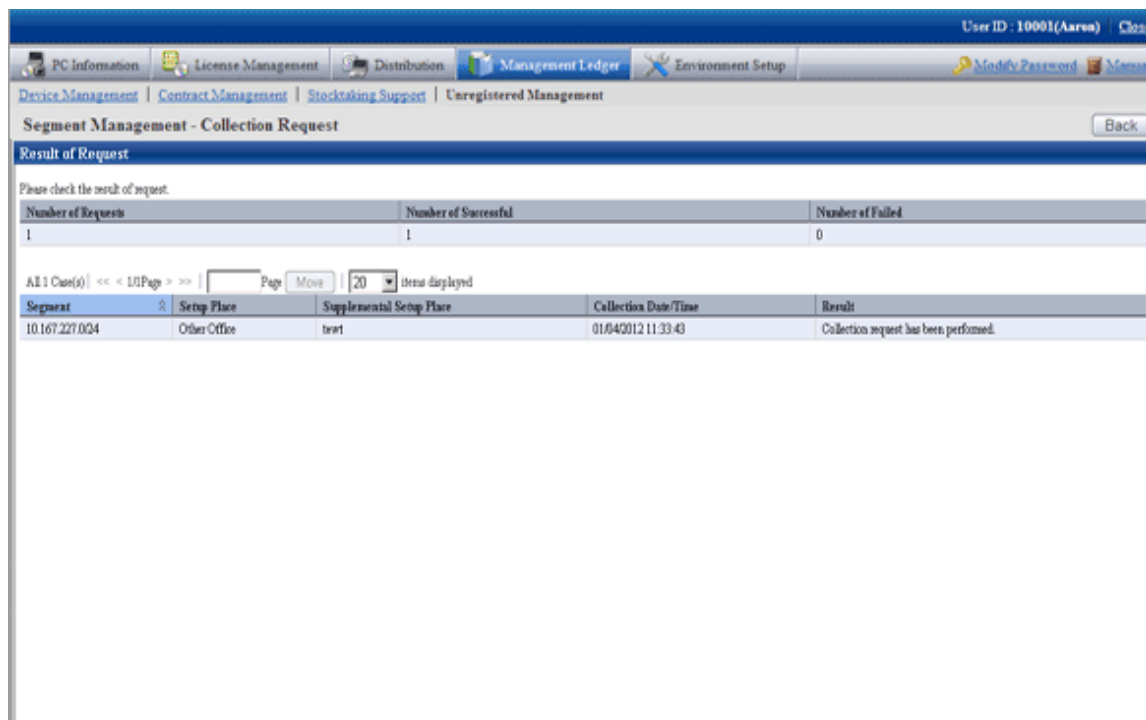 User ID : 10001(Aaron)
PC Information License Management Distribution Management Ledger Environment Setup Modify Password
Device Management | Contract Management | Stocktaking Support | Unregistered Management
Segment Management - Collection Request Back
Result of Request
Please check the result of request.
Number of Requests Number of Successful Number of Failed
1 1 0
All 1 Case(s) | << < 1/1Page > >> | Page Move | 20 items displayed
Segment Setup Place Supplemental Setup Place Collection Date/Time Result
10.167.227.0/24 Other Office tewt 01/04/2012 11:33:43 Collection request has been performed.